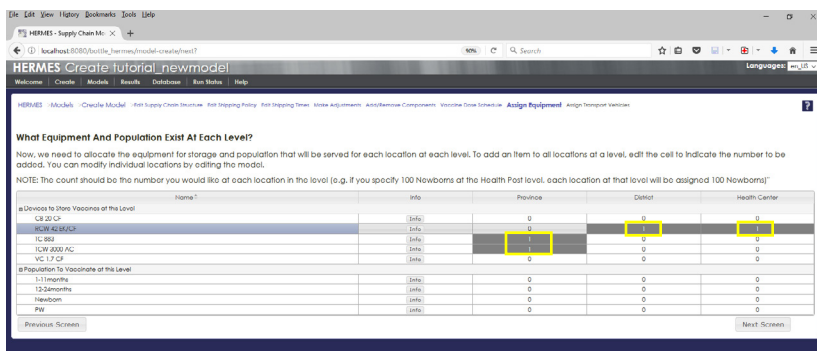 File Edit View History Bookmarks Tools Help
HERMES - Supply Chain Mo
localhost:8080/bottle_hermes/model-create/next?
90%
Search
HERMES Create tutorial_newmodel
Languages: en_US
Welcome Create Models Results Database Run Status Help
HERMES Models Create Model Edit Supply Chain Structure Edit Shipping Policy Edit Shipping Times Make Adjustments Add/Remove Components Vaccine Dose Schedule Assign Equipment Assign Transport Vehicles
?
What Equipment And Population Exist At Each Level?
Now, we need to allocate the equipment for storage and population that will be served for each location at each level. To add an item to all locations at a level, edit the cell to indicate the number to be
added. You can modify individual locations by editing the model.
NOTE: The count should be the number you would like at each location in the level (e.g. if you specify 100 Newborns at the Health Post level, each location at that level will be assigned 100 Newborns)"
Name Info Province District Health Center
Devices to Store Vaccines at this Level
CB 20 CF Info 0 0 0
RCW 42 EK/CF Info 0 1 1
TC 883 Info 1 0 0
TCW 3000 AC Info 1 0 0
VC 1.7 CF Info 0 0 0
Population To Vaccinate at this Level
1-11months Info 0 0 0
12-24months Info 0 0 0
Newborn Info 0 0 0
PW Info 0 0 0
Previous Screen Next Screen